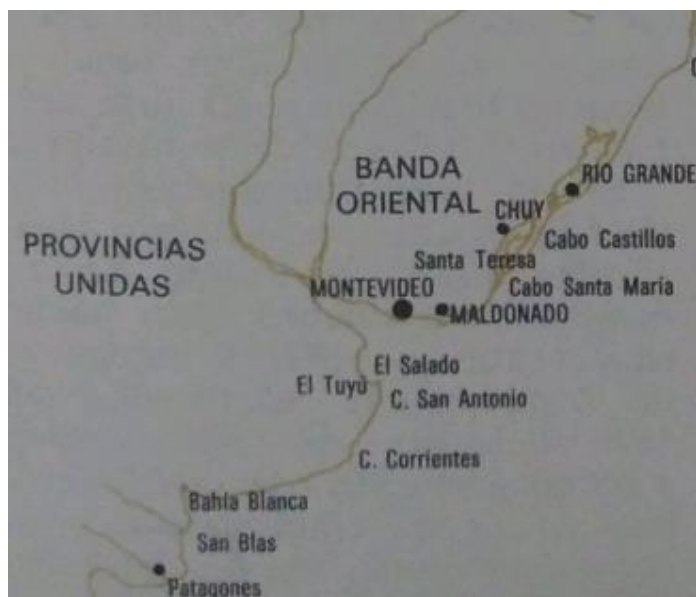 BANDA
ORIENTAL
RIO GRANDE
CHUY
Cabo Castillos
PROVINCIAS
UNIDAS
Santa Teresa
MONTEVIDEO
Cabo Santa María
MALDONADO
El Salado
El Tuyú
C. San Antonio
C. Corrientes
Bahía Blanca
San Blas
Patagones